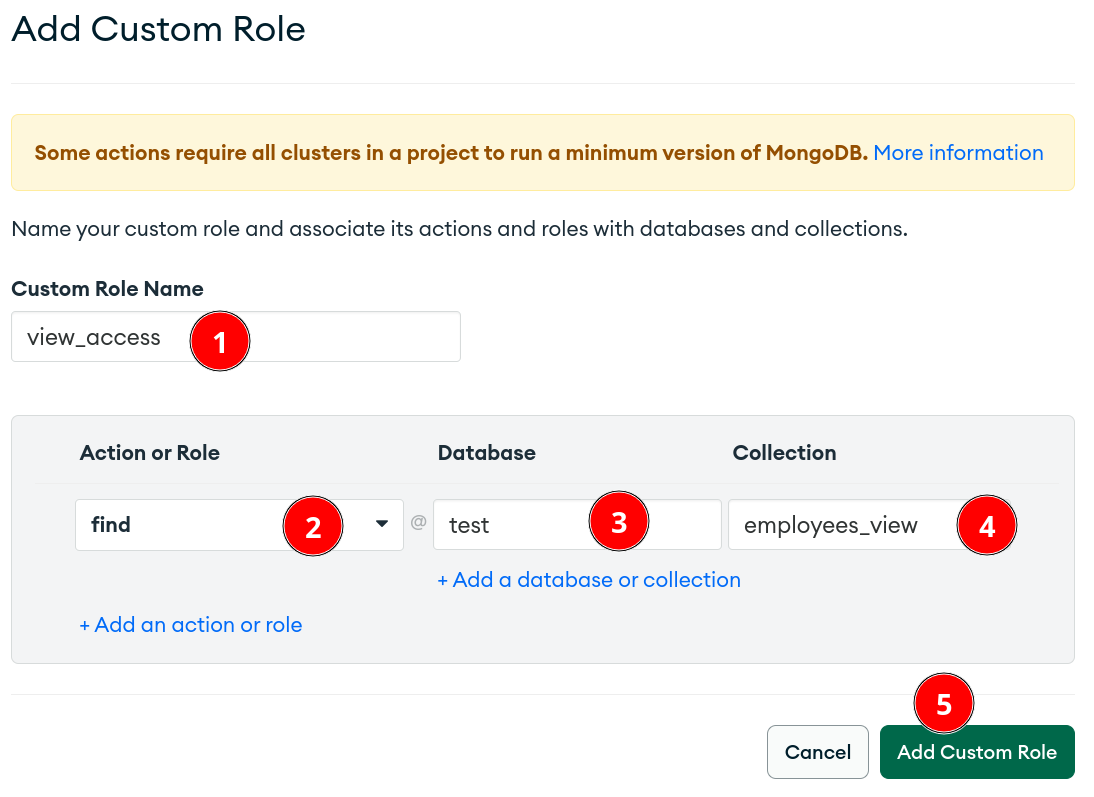 Add Custom Role
Some actions require all clusters in a project to run a minimum version of MongoDB. More information
Name your custom role and associate its actions and roles with databases and collections.
Custom Role Name
view_access 1
Action or Role Database Collection
find 2 @ test 3 employees_view 4
+ Add a database or collection
+ Add an action or role
5
Cancel Add Custom Role